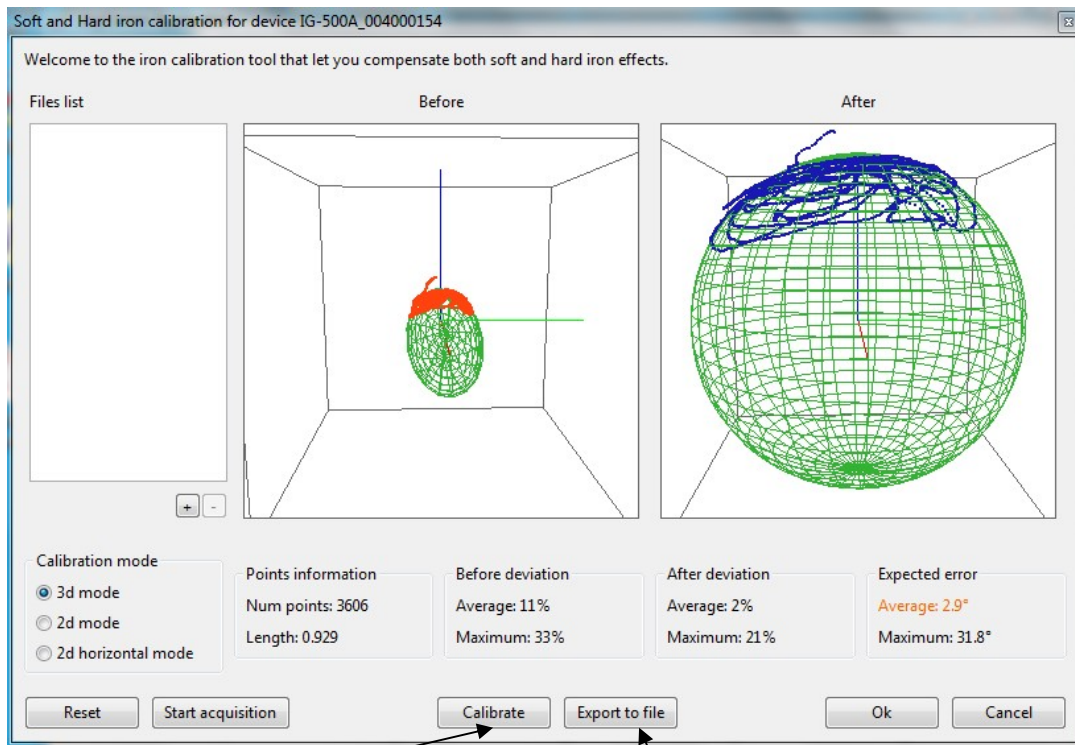 Soft and Hard iron calibration for device IG-500A_004000154
Welcome to the iron calibration tool that let you compensate both soft and hard iron effects.
Files list
Before
After
+
-
Calibration mode
3d mode
2d mode
2d horizontal mode
Points information
Num points: 3606
Length: 0.929
Before deviation
Average: 11%
Maximum: 33%
After deviation
Average: 2%
Maximum: 21%
Expected error
Average: 2.9°
Maximum: 31.8°
Reset
Start acquisition
Calibrate
Export to file
Ok
Cancel